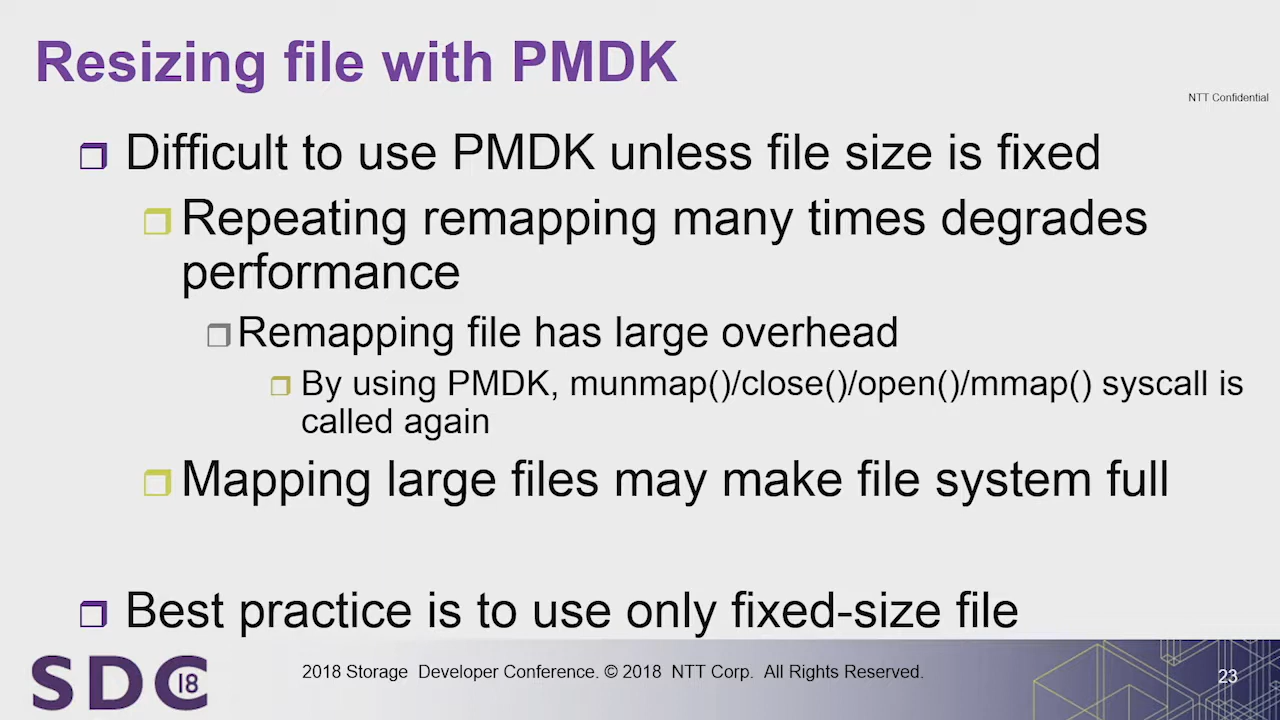 Resizing file with PMDK
NTT Confidential
Difficult to use PMDK unless file size is fixed
Repeating remapping many times degrades
performance
Remapping file has large overhead
By using PMDK, munmap()/close()/open()/mmap() syscall is
called again
Mapping large files may make file system full
Best practice is to use only fixed-size file
SDC 18
2018 Storage  Developer Conference. © 2018  NTT Corp.  All Rights Reserved.
23